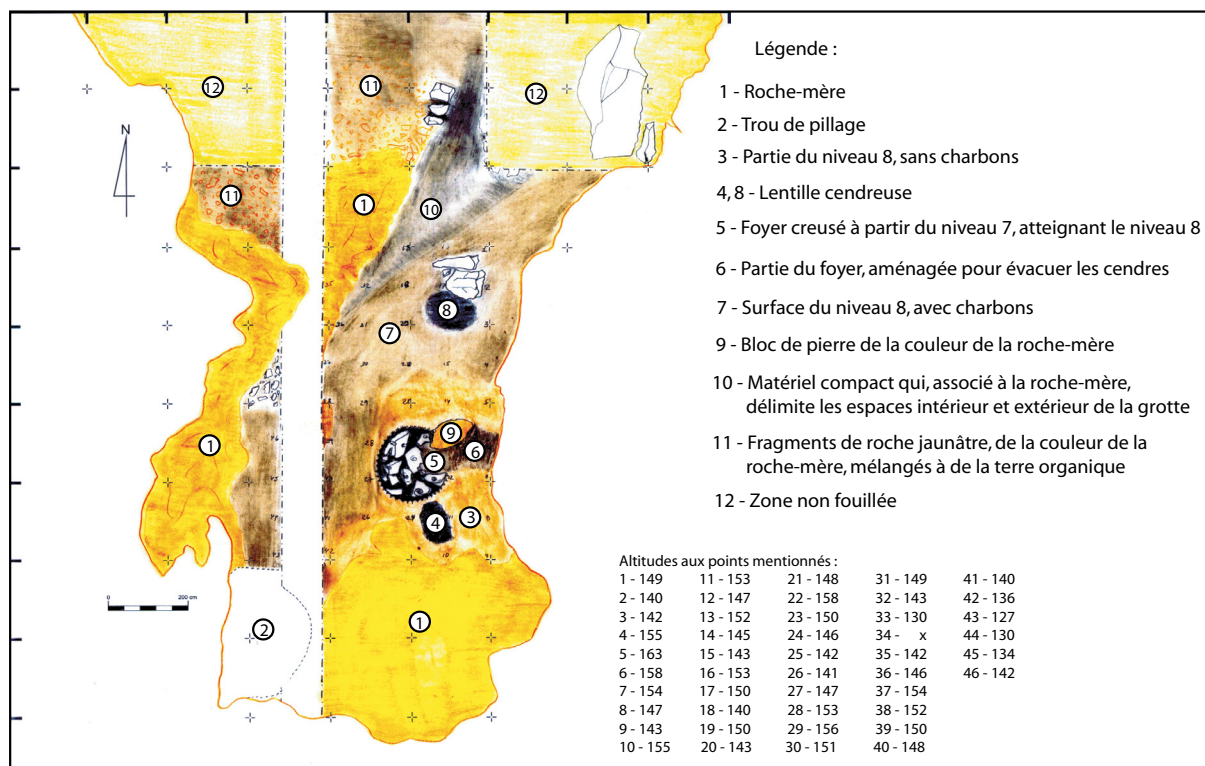 Légende :
1 - Roche-mère
2 - Trou de pillage
3 - Partie du niveau 8, sans charbons
4, 8 - Lentille cendreuse
5 - Foyer creusé à partir du niveau 7, atteignant le niveau 8
6 - Partie du foyer, aménagée pour évacuer les cendres
7 - Surface du niveau 8, avec charbons
9 - Bloc de pierre de la couleur de la roche-mère
10 - Matériel compact qui, associé à la roche-mère,
délimite les espaces intérieur et extérieur de la grotte
11 - Fragments de roche jaunâtre, de la couleur de la
roche-mère, mélangés à de la terre organique
12 - Zone non fouillée
N
12
11
12
11
1
10
8
7
9
1
6
5
4
3
2
1
0 200 cm
Altitudes aux points mentionnés :
1 - 149 11 - 153 21 - 148 31 - 149 41 - 140
2 - 140 12 - 147 22 - 158 32 - 143 42 - 136
3 - 142 13 - 152 23 - 150 33 - 130 43 - 127
4 - 155 14 - 145 24 - 146 34 - x 44 - 130
5 - 163 15 - 143 25 - 142 35 - 142 45 - 134
6 - 158 16 - 153 26 - 141 36 - 146 46 - 142
7 - 154 17 - 150 27 - 147 37 - 154
8 - 147 18 - 140 28 - 153 38 - 152
9 - 143 19 - 150 29 - 156 39 - 150
10 - 155 20 - 143 30 - 151 40 - 148